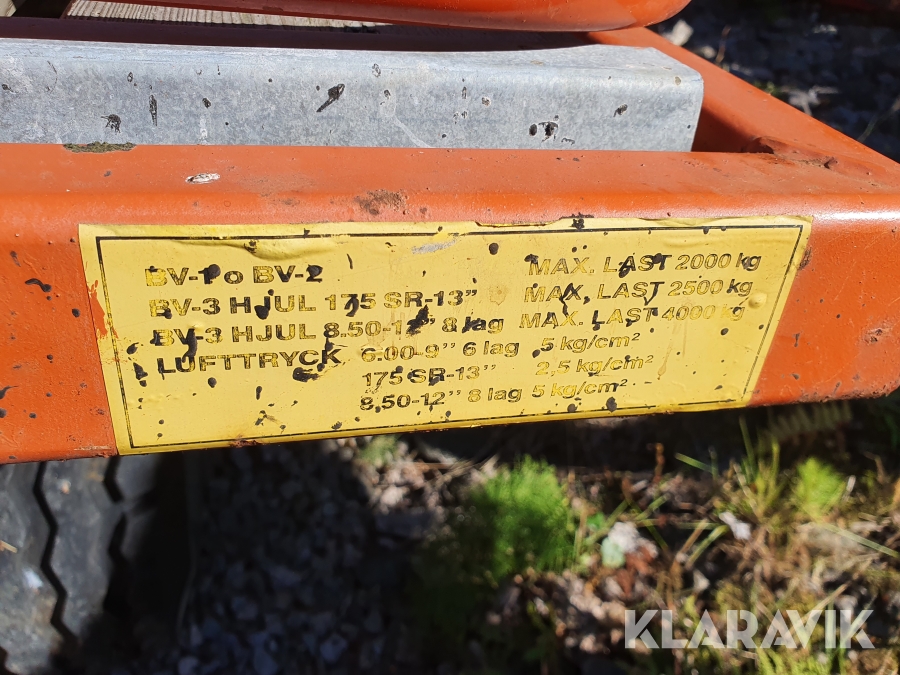 BV-1 o BV-2 MAX. LAST 2000 kg
BV-3 HJUL 175 SR-13" MAX. LAST 2500 kg
BV-3 HJUL 8.50-12" 8 lag MAX. LAST 4000 kg
LUFTTRYCK 6.00-9" 6 lag 5 kg/cm²
175 SR-13" 2,5 kg/cm²
8,50-12" 8 lag 5 kg/cm²
KLARAVIK